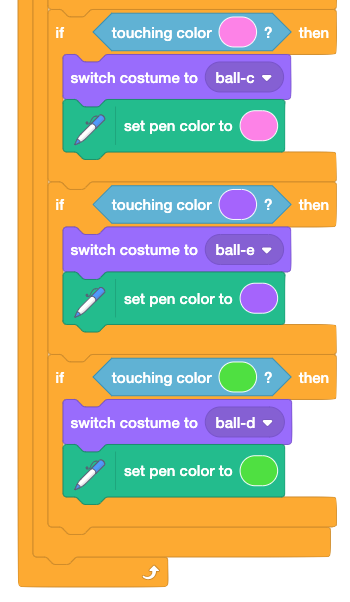 if touching color ? then
switch costume to ball-c
set pen color to
if touching color ? then
switch costume to ball-e
set pen color to
if touching color ? then
switch costume to ball-d
set pen color to